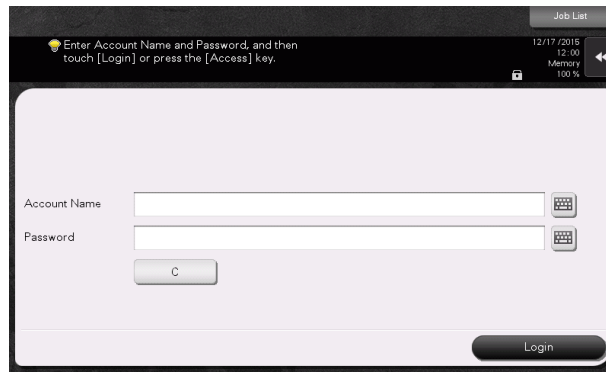 Job List
Enter Account Name and Password, and then
touch [Login] or press the [Access] key.
12/17/2015
12:00
Memory
100 %
Account Name
Password
C
Login